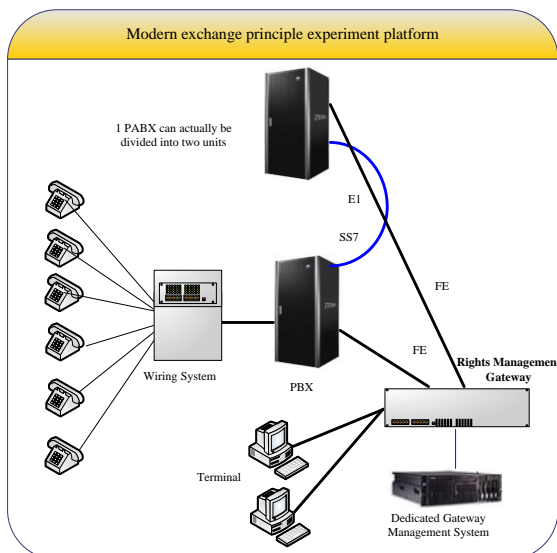 Modern exchange principle experiment platform
1 PABX can actually be
divided into two units
E1
SS7
FE
FE
Rights Management
Gateway
Wiring System
PBX
Terminal
Dedicated Gateway
Management System